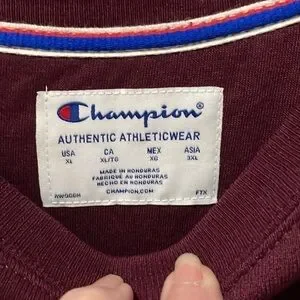 Champion®
AUTHENTIC ATHLETICWEAR
USA CA MEX ASIA
XL XL/TG XG 3XL
MADE IN HONDURAS
FABRIQUÉ AU HONDURAS
HECHO EN HONDURAS
CHAMPION.COM FTX